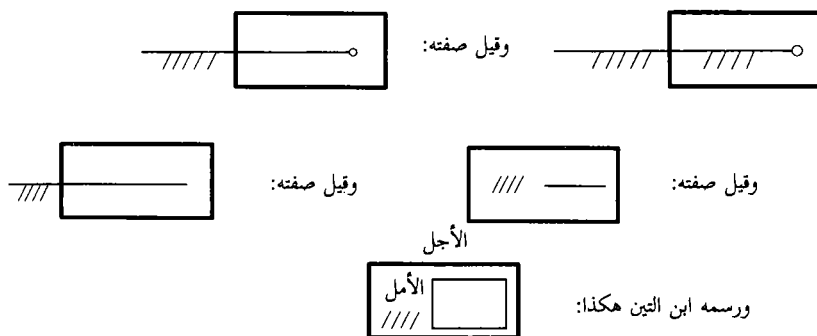 وقيل صفته:
وقيل صفته:
وقيل صفته:
الأجل
الأمل
ورسمه ابن التين هكذا: